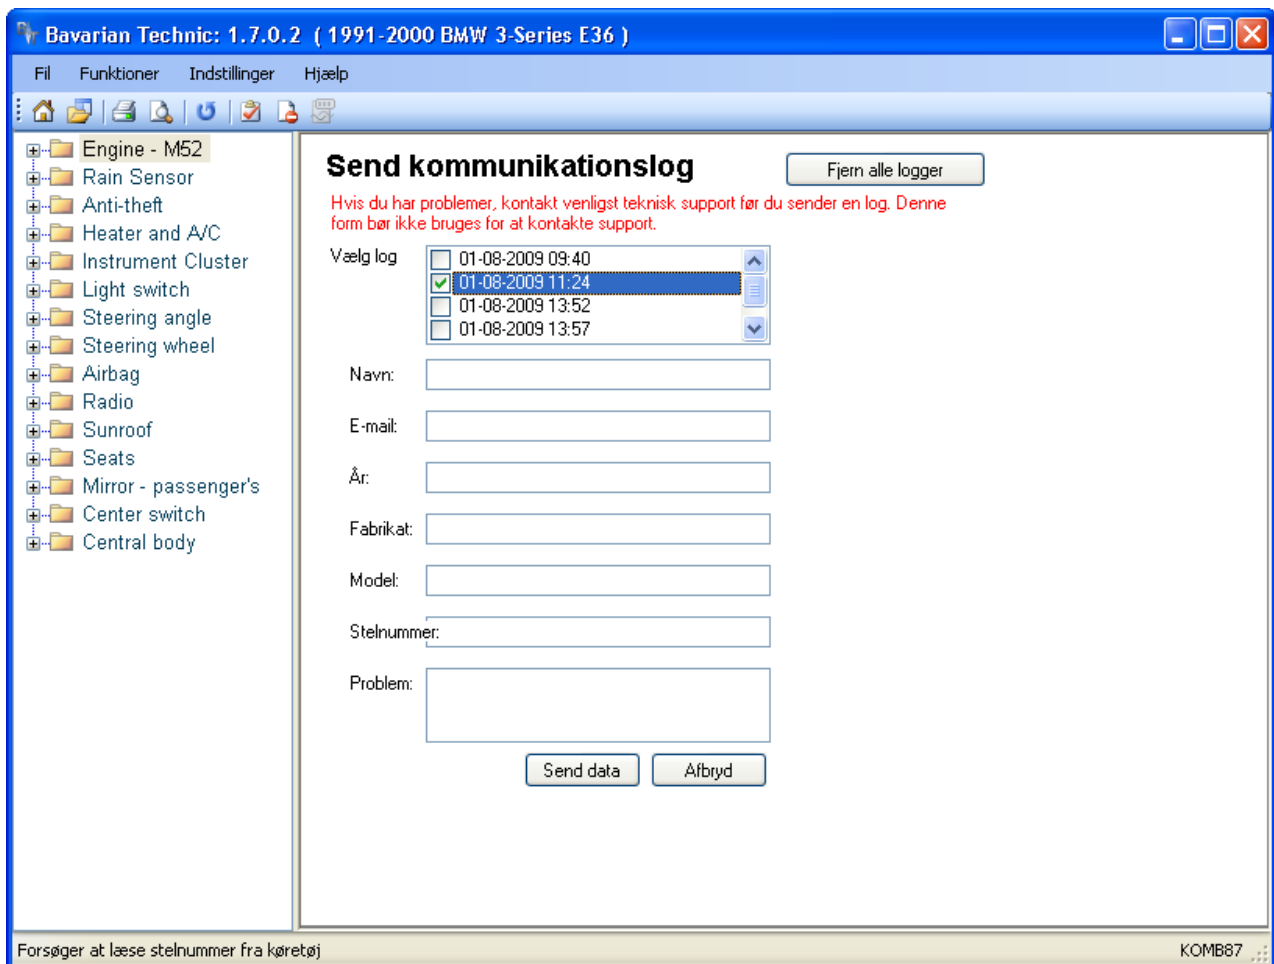 Bavarian Technic: 1.7.0.2 ( 1991-2000 BMW 3-Series E36 )
Fil Funktioner Indstillinger Hjælp
Engine - M52
Rain Sensor
Anti-theft
Heater and A/C
Instrument Cluster
Light switch
Steering angle
Steering wheel
Airbag
Radio
Sunroof
Seats
Mirror - passenger's
Center switch
Central body
Send kommunikationslog
Fjern alle logger
Hvis du har problemer, kontakt venligst teknisk support før du sender en log. Denne
form bør ikke bruges for at kontakte support.
Vælg log
01-08-2009 09:40
01-08-2009 11:24
01-08-2009 13:52
01-08-2009 13:57
Navn:
E-mail:
År:
Fabrikat:
Model:
Stelnummer:
Problem:
Send data
Afbryd
Forsøger at læse stelnummer fra køretøj
KOMB87